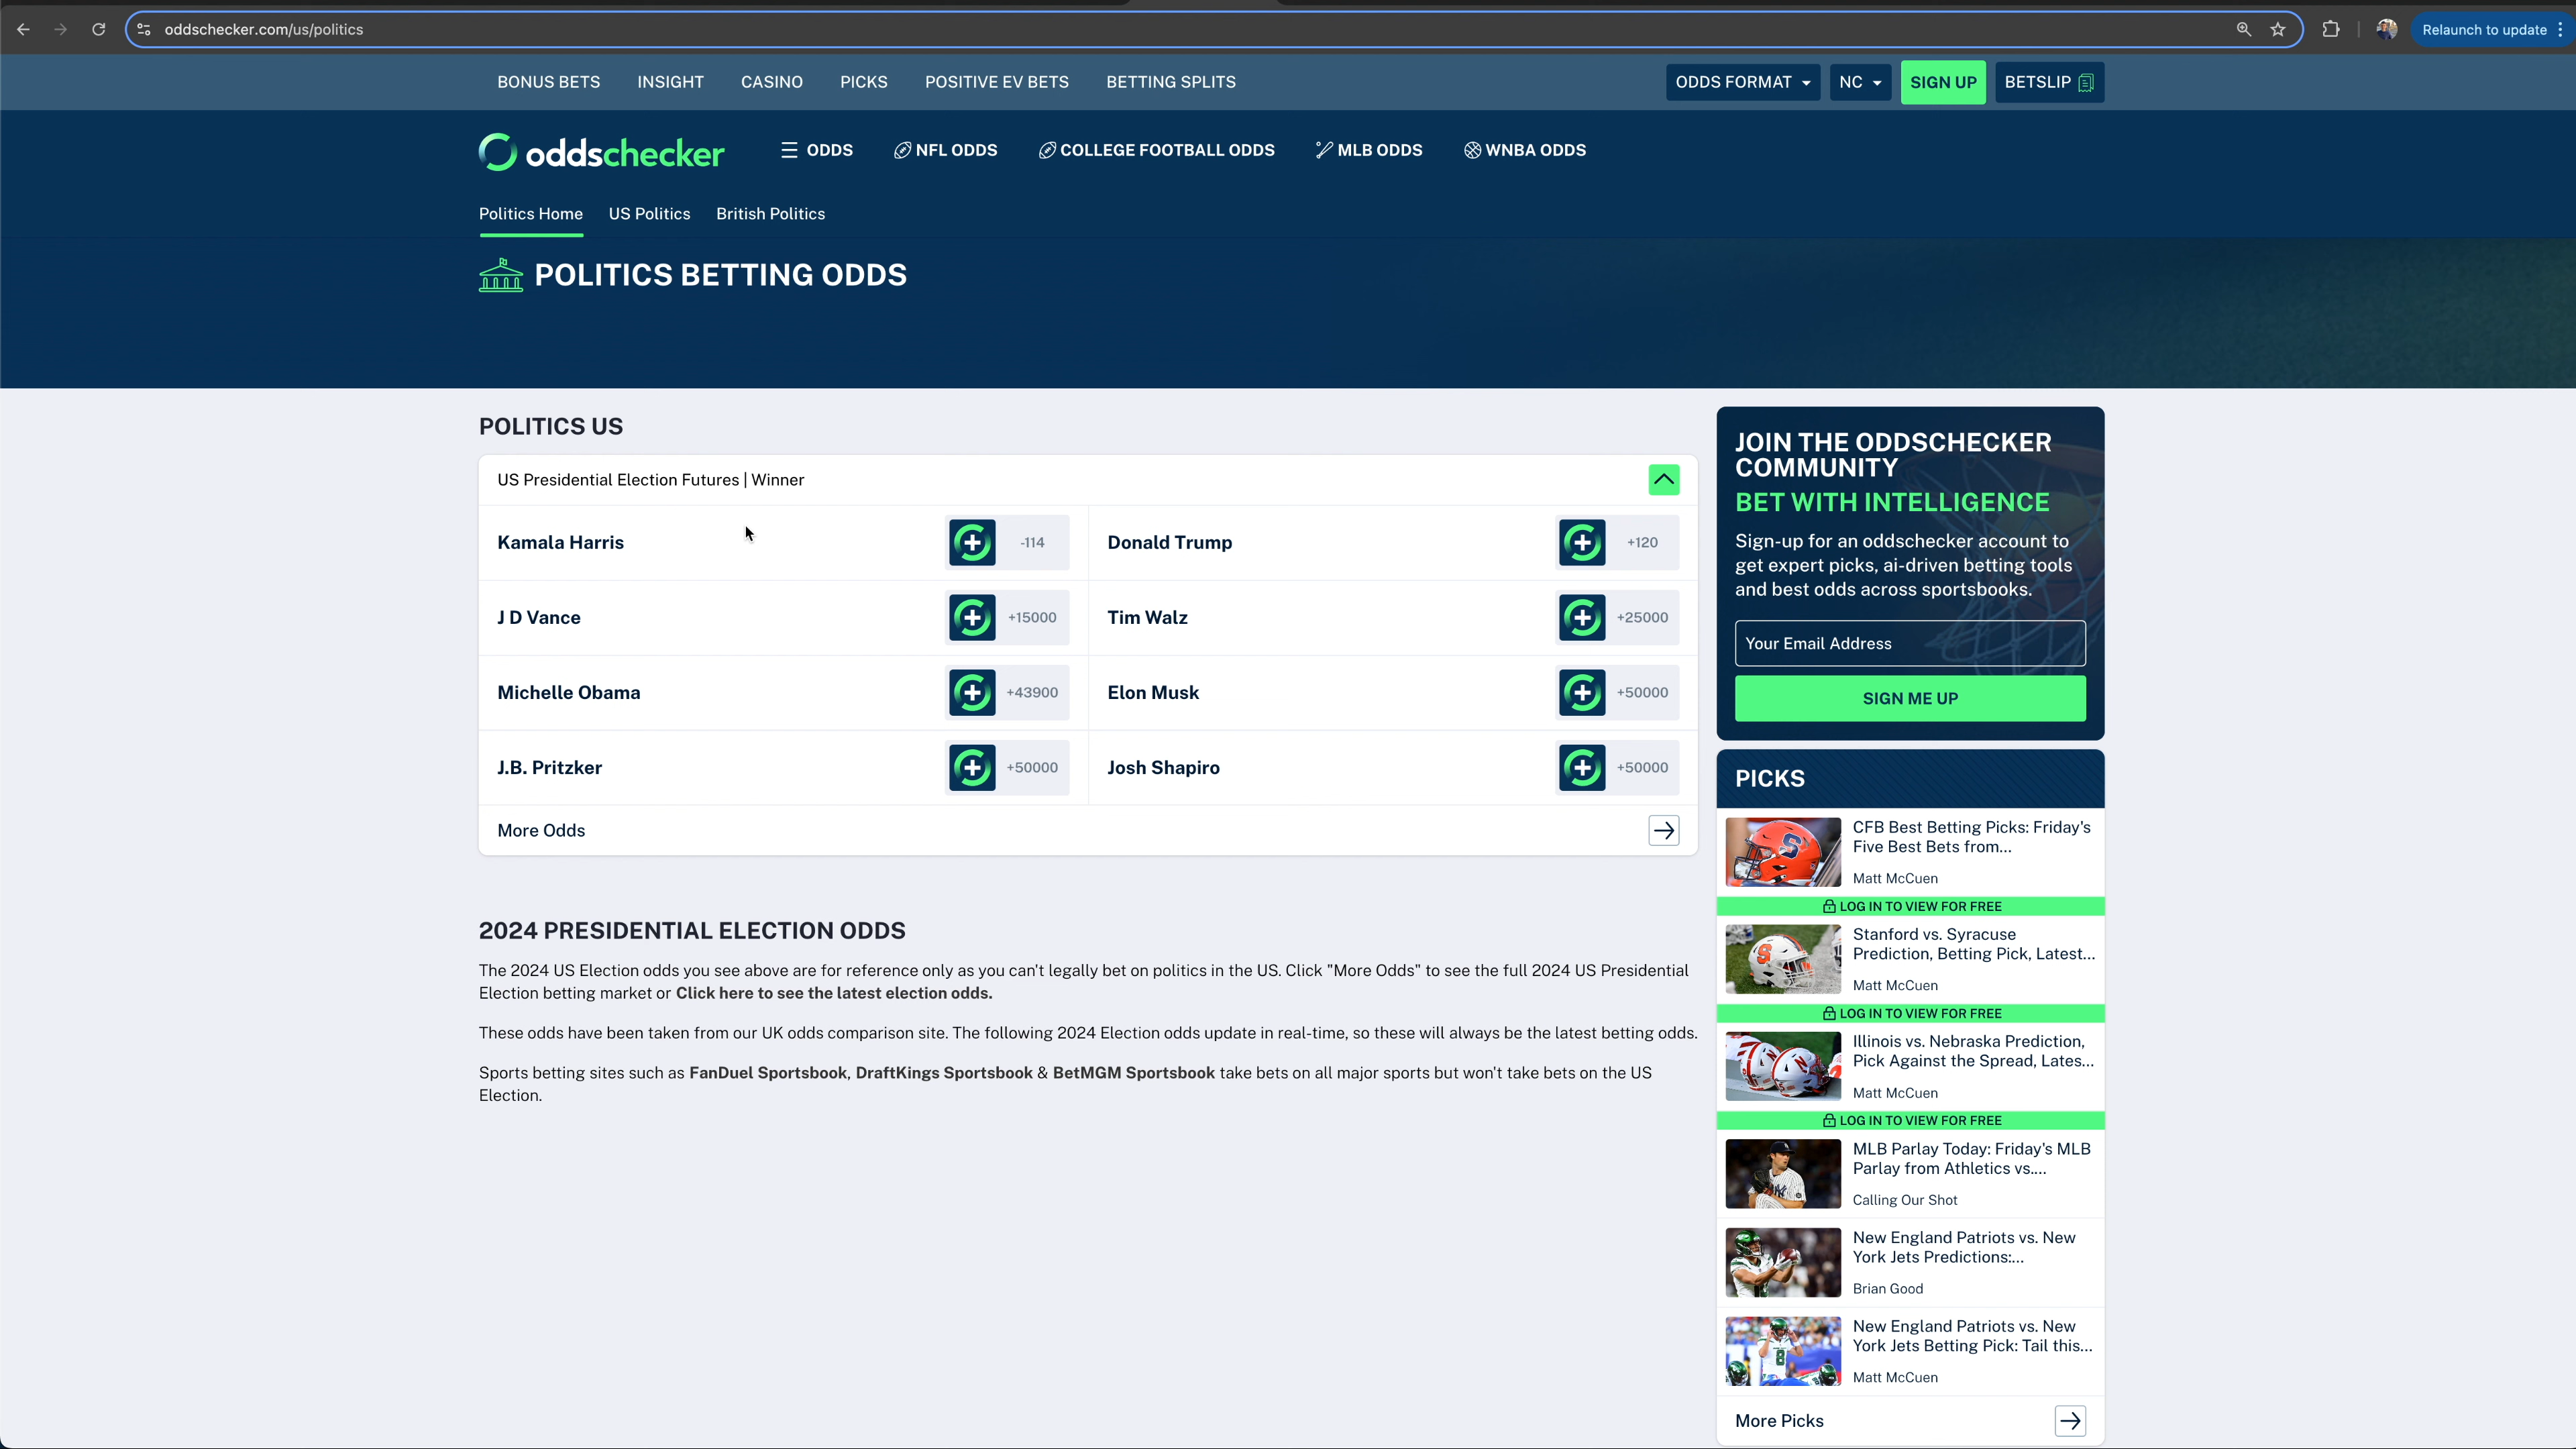 oddschecker.com/us/politics
Relaunch to update
BONUS BETS INSIGHT CASINO PICKS POSITIVE EV BETS BETTING SPLITS
ODDS FORMAT NC SIGN UP BETSLIP
oddschecker
ODDS NFL ODDS COLLEGE FOOTBALL ODDS MLB ODDS WNBA ODDS
Politics Home US Politics British Politics
POLITICS BETTING ODDS
POLITICS US
US Presidential Election Futures | Winner
Kamala Harris -114 Donald Trump +120
J D Vance +15000 Tim Walz +25000
Michelle Obama +43900 Elon Musk +50000
J.B. Pritzker +50000 Josh Shapiro +50000
More Odds
2024 PRESIDENTIAL ELECTION ODDS
The 2024 US Election odds you see above are for reference only as you can't legally bet on politics in the US. Click "More Odds" to see the full 2024 US Presidential
Election betting market or Click here to see the latest election odds.
These odds have been taken from our UK odds comparison site. The following 2024 Election odds update in real-time, so these will always be the latest betting odds.
Sports betting sites such as FanDuel Sportsbook, DraftKings Sportsbook & BetMGM Sportsbook take bets on all major sports but won't take bets on the US
Election.
JOIN THE ODDSCHECKER
COMMUNITY
BET WITH INTELLIGENCE
Sign-up for an oddschecker account to
get expert picks, ai-driven betting tools
and best odds across sportsbooks.
Your Email Address
SIGN ME UP
PICKS
CFB Best Betting Picks: Friday's
Five Best Bets from...
Matt McCuen
LOG IN TO VIEW FOR FREE
Stanford vs. Syracuse
Prediction, Betting Pick, Latest...
Matt McCuen
LOG IN TO VIEW FOR FREE
Illinois vs. Nebraska Prediction,
Pick Against the Spread, Lates...
Matt McCuen
LOG IN TO VIEW FOR FREE
MLB Parlay Today: Friday's MLB
Parlay from Athletics vs....
Calling Our Shot
New England Patriots vs. New
York Jets Predictions:...
Brian Good
New England Patriots vs. New
York Jets Betting Pick: Tail this...
Matt McCuen
More Picks